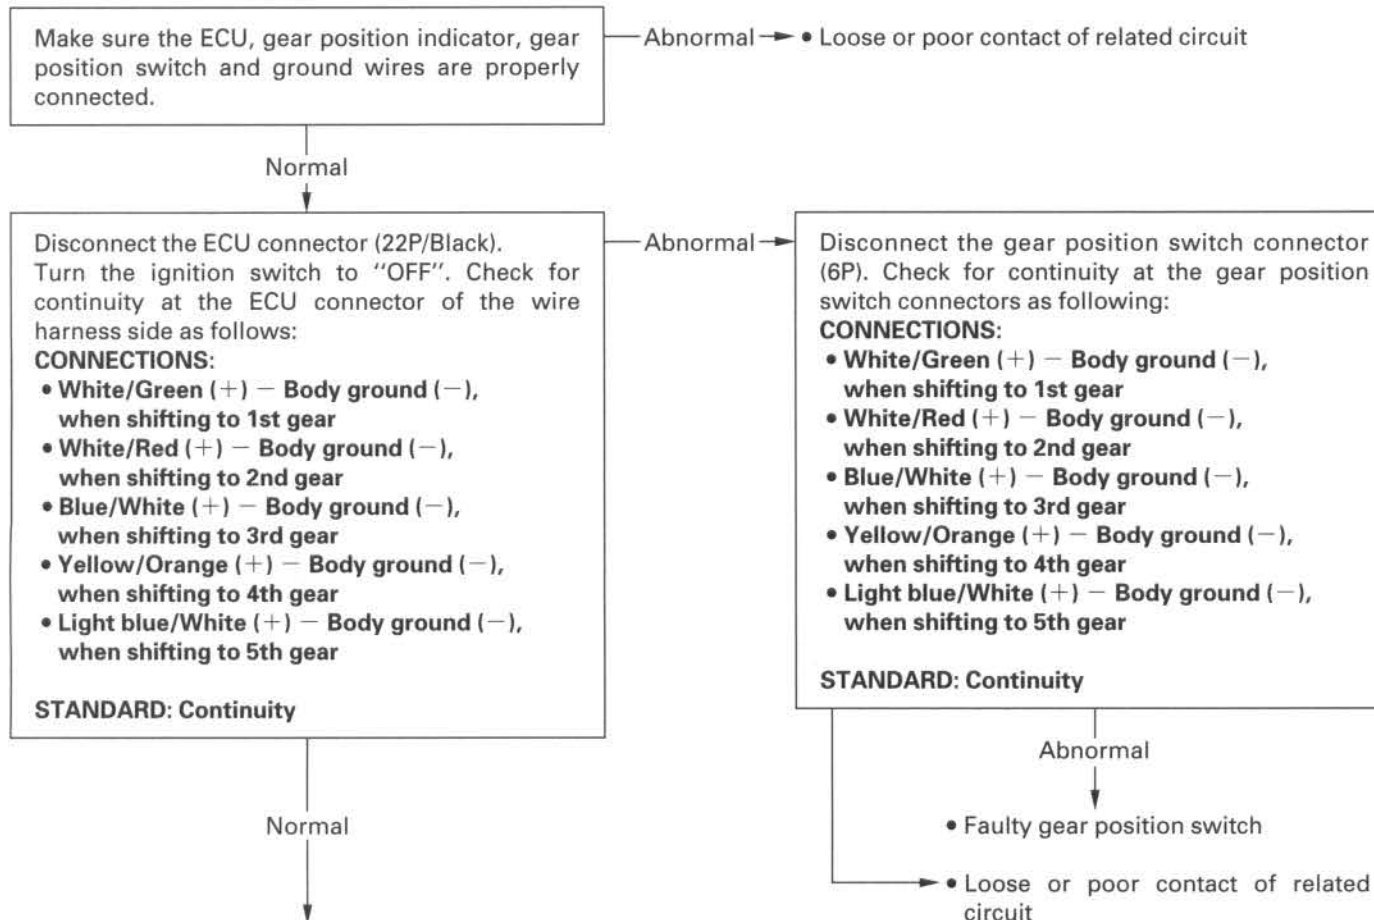 Make sure the ECU, gear position indicator, gear
position switch and ground wires are properly
connected.
Abnormal
• Loose or poor contact of related circuit
Normal
Disconnect the ECU connector (22P/Black).
Turn the ignition switch to "OFF". Check for
continuity at the ECU connector of the wire
harness side as follows:
CONNECTIONS:
• White/Green (+) – Body ground (–),
when shifting to 1st gear
• White/Red (+) – Body ground (–),
when shifting to 2nd gear
• Blue/White (+) – Body ground (–),
when shifting to 3rd gear
• Yellow/Orange (+) – Body ground (–),
when shifting to 4th gear
• Light blue/White (+) – Body ground (–),
when shifting to 5th gear
STANDARD: Continuity
Abnormal
Disconnect the gear position switch connector
(6P). Check for continuity at the gear position
switch connectors as following:
CONNECTIONS:
• White/Green (+) – Body ground (–),
when shifting to 1st gear
• White/Red (+) – Body ground (–),
when shifting to 2nd gear
• Blue/White (+) – Body ground (–),
when shifting to 3rd gear
• Yellow/Orange (+) – Body ground (–),
when shifting to 4th gear
• Light blue/White (+) – Body ground (–),
when shifting to 5th gear
STANDARD: Continuity
Abnormal
• Faulty gear position switch
• Loose or poor contact of related
circuit
Normal